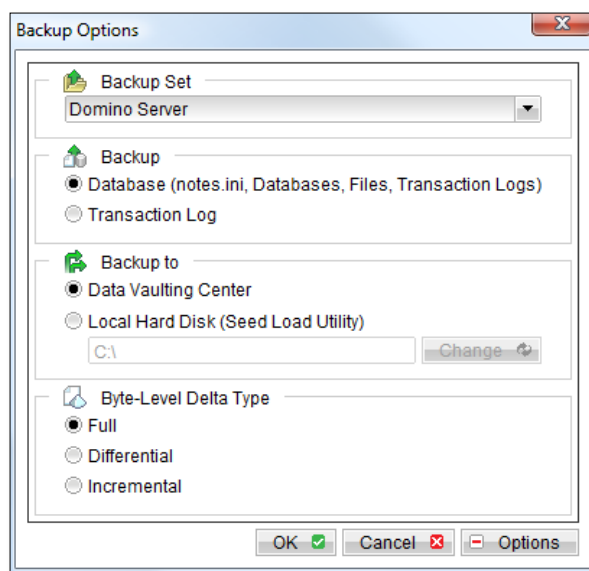 Backup Options
Backup Set
Domino Server
Backup
Database (notes.ini, Databases, Files, Transaction Logs)
Transaction Log
Backup to
Data Vaulting Center
Local Hard Disk (Seed Load Utility)
C:\
Change
Byte-Level Delta Type
Full
Differential
Incremental
OK
Cancel
Options